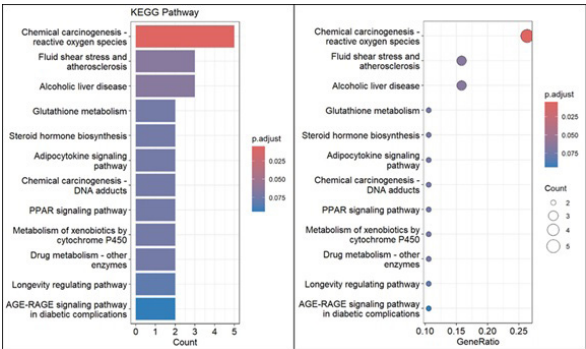 KEGG Pathway
Chemical carcinogenesis -
reactive oxygen species
Fluid shear stress and
atherosclerosis
Alcoholic liver disease
Glutathione metabolism
Steroid hormone biosynthesis
Adipocytokine signaling
pathway
Chemical carcinogenesis -
DNA adducts
PPAR signaling pathway
Metabolism of xenobiotics by
cytochrome P450
Drug metabolism - other
enzymes
Longevity regulating pathway
AGE-RAGE signaling pathway
in diabetic complications
0 1 2 3 4 5
Count
p.adjust
0.025
0.050
0.075
Chemical carcinogenesis -
reactive oxygen species
Fluid shear stress and
atherosclerosis
Alcoholic liver disease
Glutathione metabolism
Steroid hormone biosynthesis
Adipocytokine signaling
pathway
Chemical carcinogenesis -
DNA adducts
PPAR signaling pathway
Metabolism of xenobiotics by
cytochrome P450
Drug metabolism - other
enzymes
Longevity regulating pathway
AGE-RAGE signaling pathway
in diabetic complications
0.10 0.15 0.20 0.25
GeneRatio
p.adjust
0.025
0.050
0.075
Count
2
3
4
5